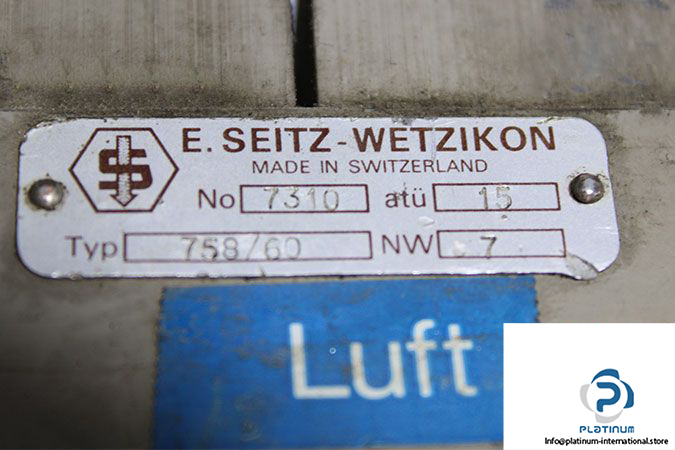 E. SEITZ - WETZIKON
MADE IN SWITZERLAND
No 7310 atü 15
Typ 758/60 NW 7
Luft
PLATINUM
Info@platinum-international.store